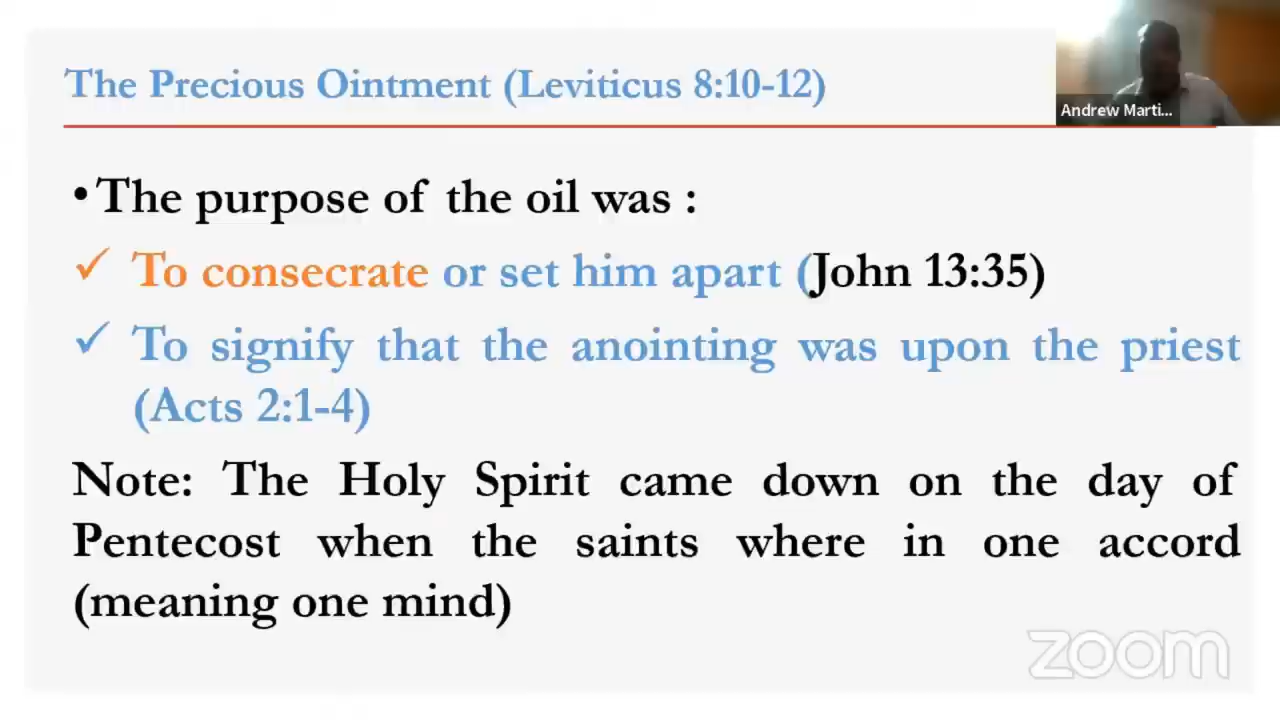 The Precious Ointment (Leviticus 8:10-12)
Andrew Marti...
•The purpose of the oil was :
✓ To consecrate or set him apart (John 13:35)
✓ To signify that the anointing was upon the priest
(Acts 2:1-4)
Note: The Holy Spirit came down on the day of
Pentecost when the saints where in one accord
(meaning one mind)
zoom